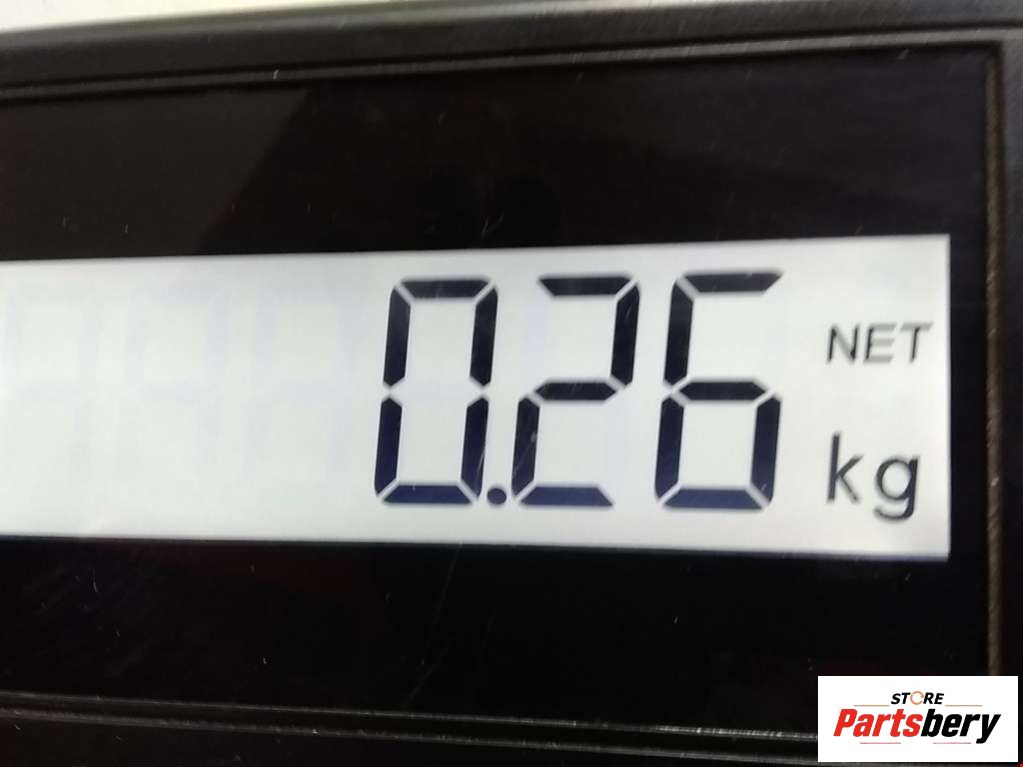 0.26
NET
kg
STORE
Partsbery